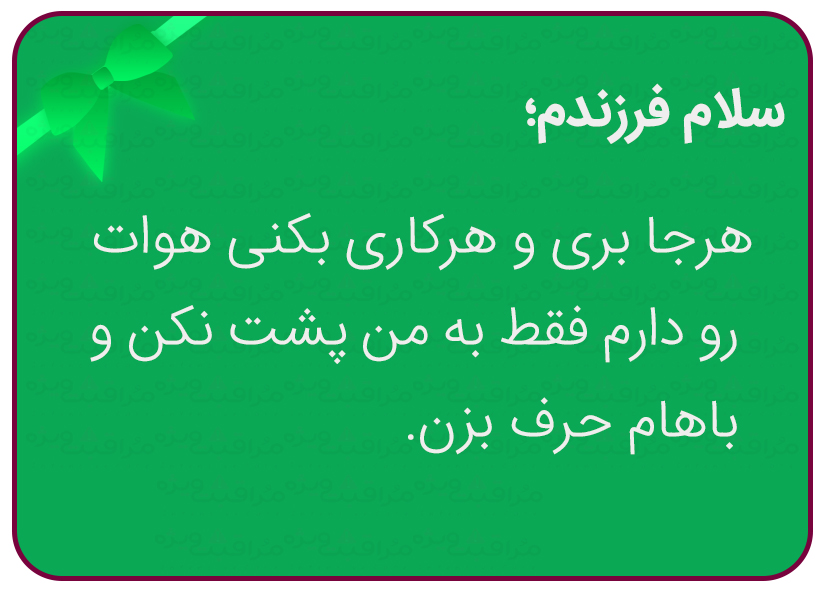 سلام فرزندم؛
هرجا بری و هرکاری بکنی هوات
رو دارم فقط به من پشت نکن و
باهام حرف بزن.